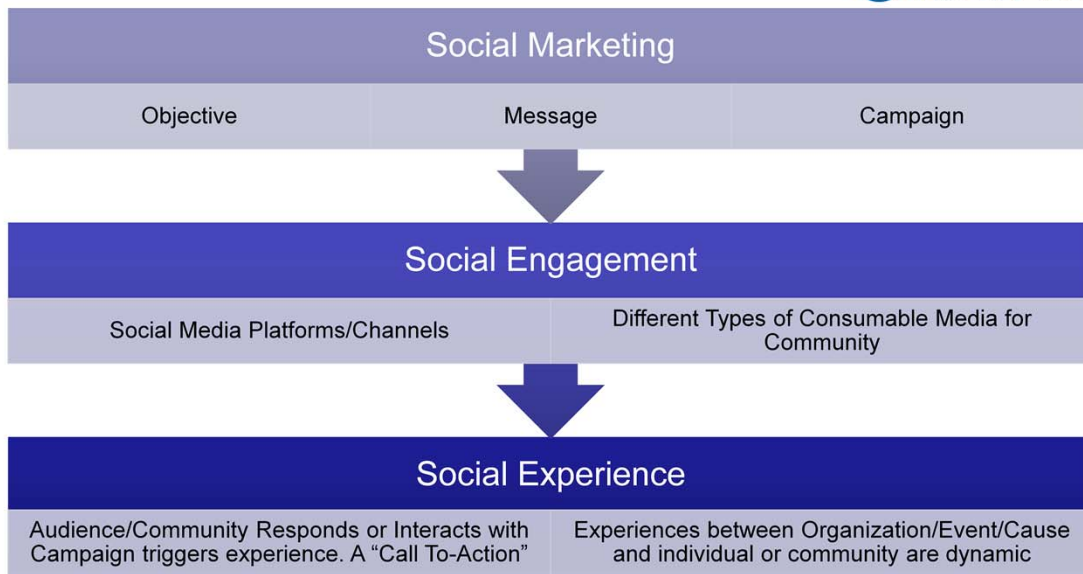 Social Marketing
Objective
Message
Campaign
Social Engagement
Social Media Platforms/Channels
Different Types of Consumable Media for
Community
Social Experience
Audience/Community Responds or Interacts with
Campaign triggers experience. A “Call To-Action”
Experiences between Organization/Event/Cause
and individual or community are dynamic